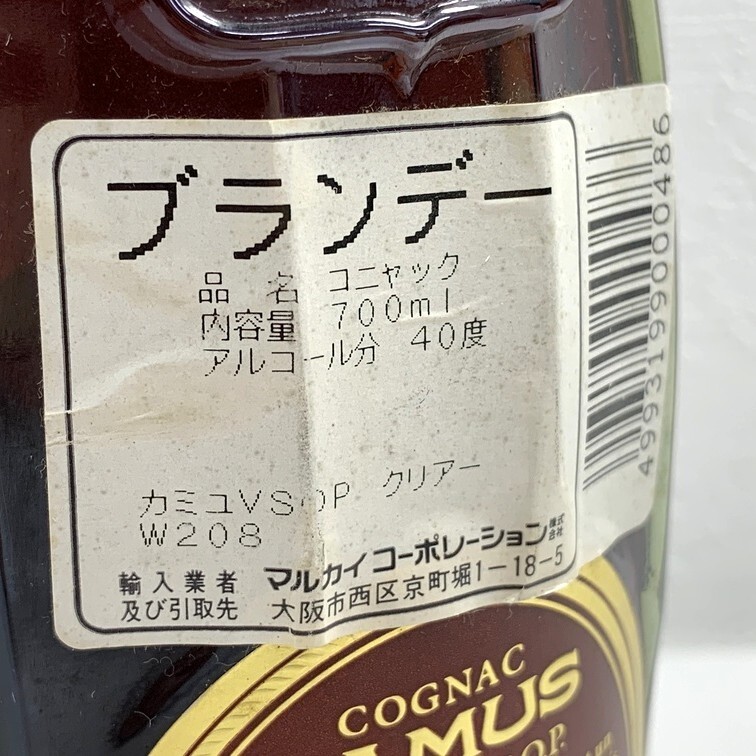 ブランデー
品 名 コニャック
内容量 700ml
アルコール分 40度
カミュVSOP クリアー
W208
輸入業者 マルカイコーポレーション株式会社
及び引取先 大阪市西区京町堀1-18-5
4993199000486
COGNAC